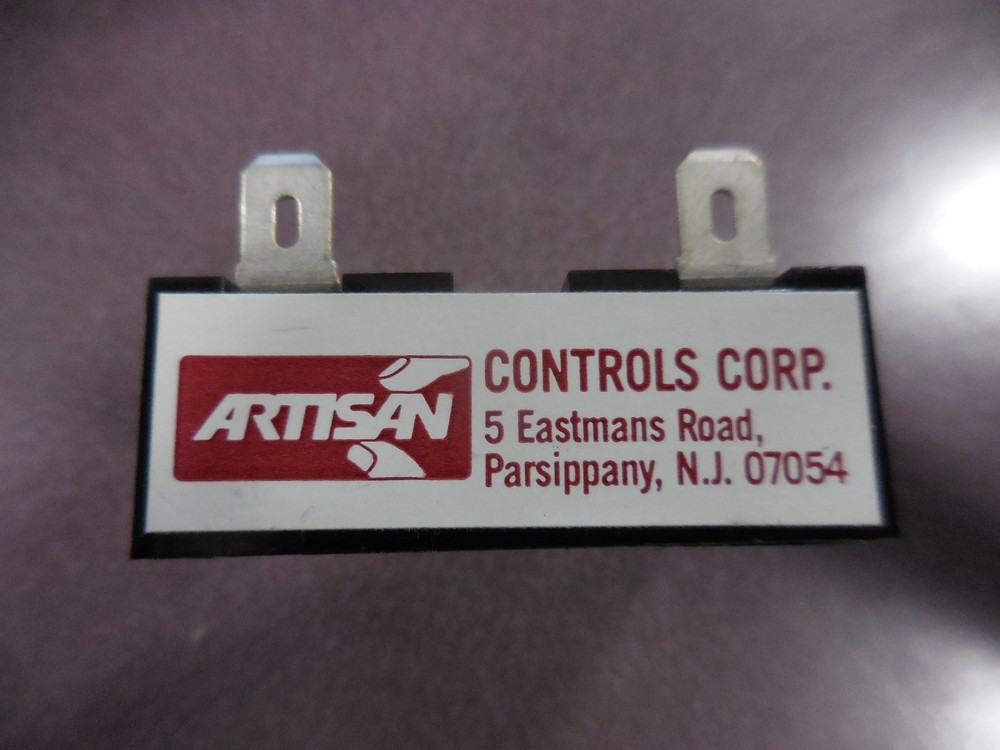 ARTISAN
CONTROLS CORP.
5 Eastmans Road,
Parsippany, N.J. 07054